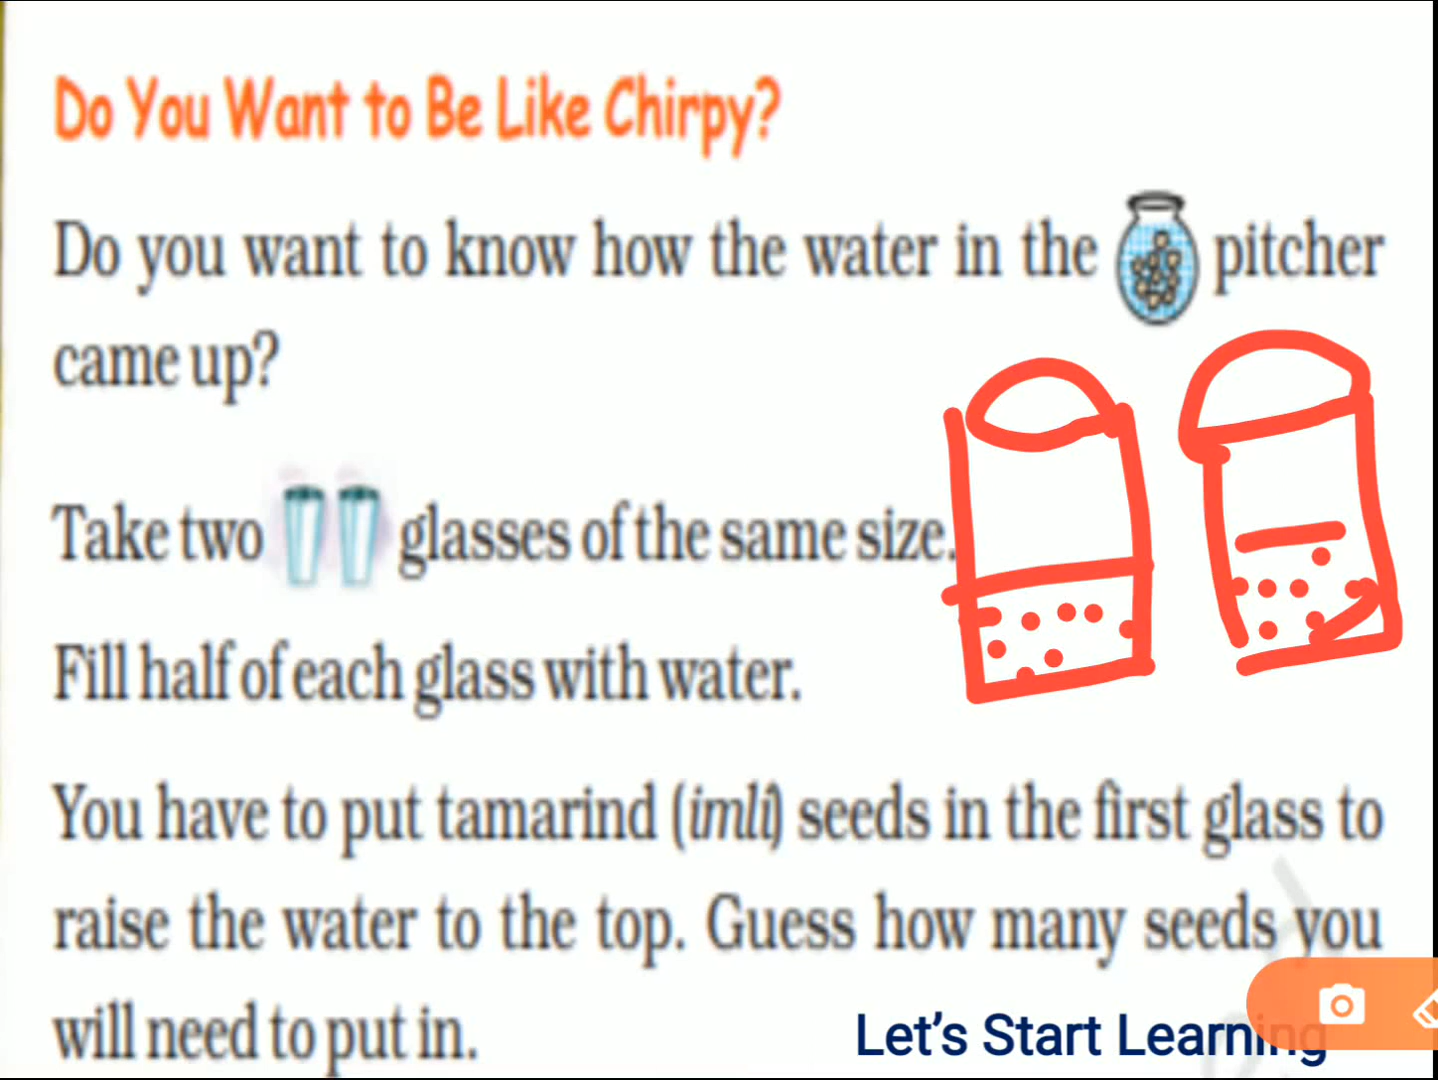 Do You Want to Be Like Chirpy?
Do you want to know how the water in the pitcher
came up?
Take two glasses of the same size.
Fill half of each glass with water.
You have to put tamarind (imli) seeds in the first glass to
raise the water to the top. Guess how many seeds you
will need to put in.
Let's Start Learning